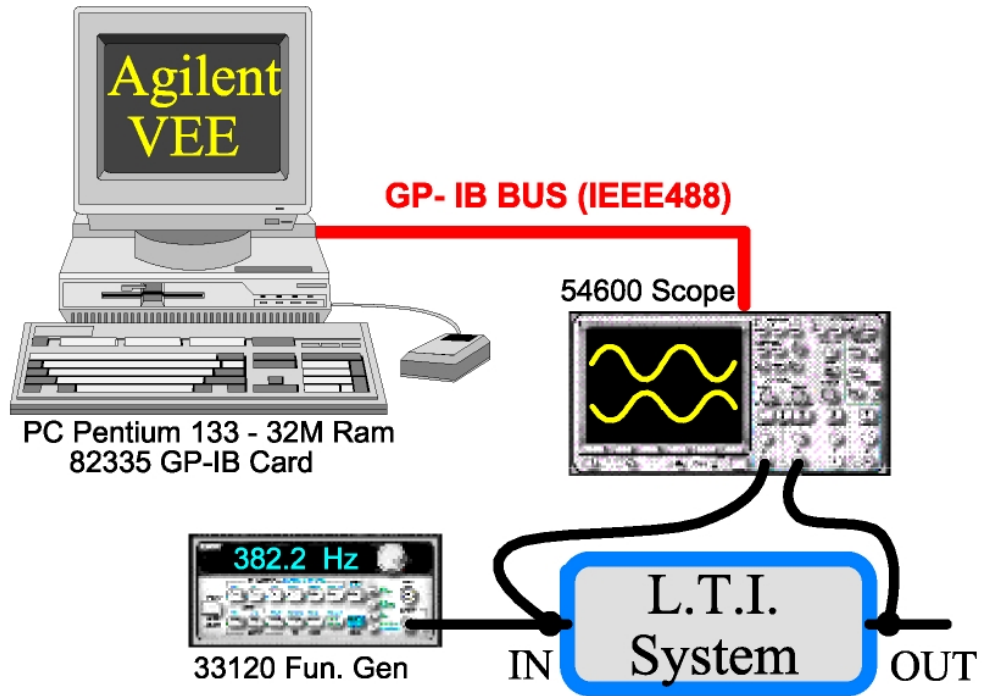 Agilent
VEE
GP- IB BUS (IEEE488)
54600 Scope
PC Pentium 133 - 32M Ram
82335 GP-IB Card
382.2 Hz
33120 Fun. Gen
IN
L.T.I.
System
OUT